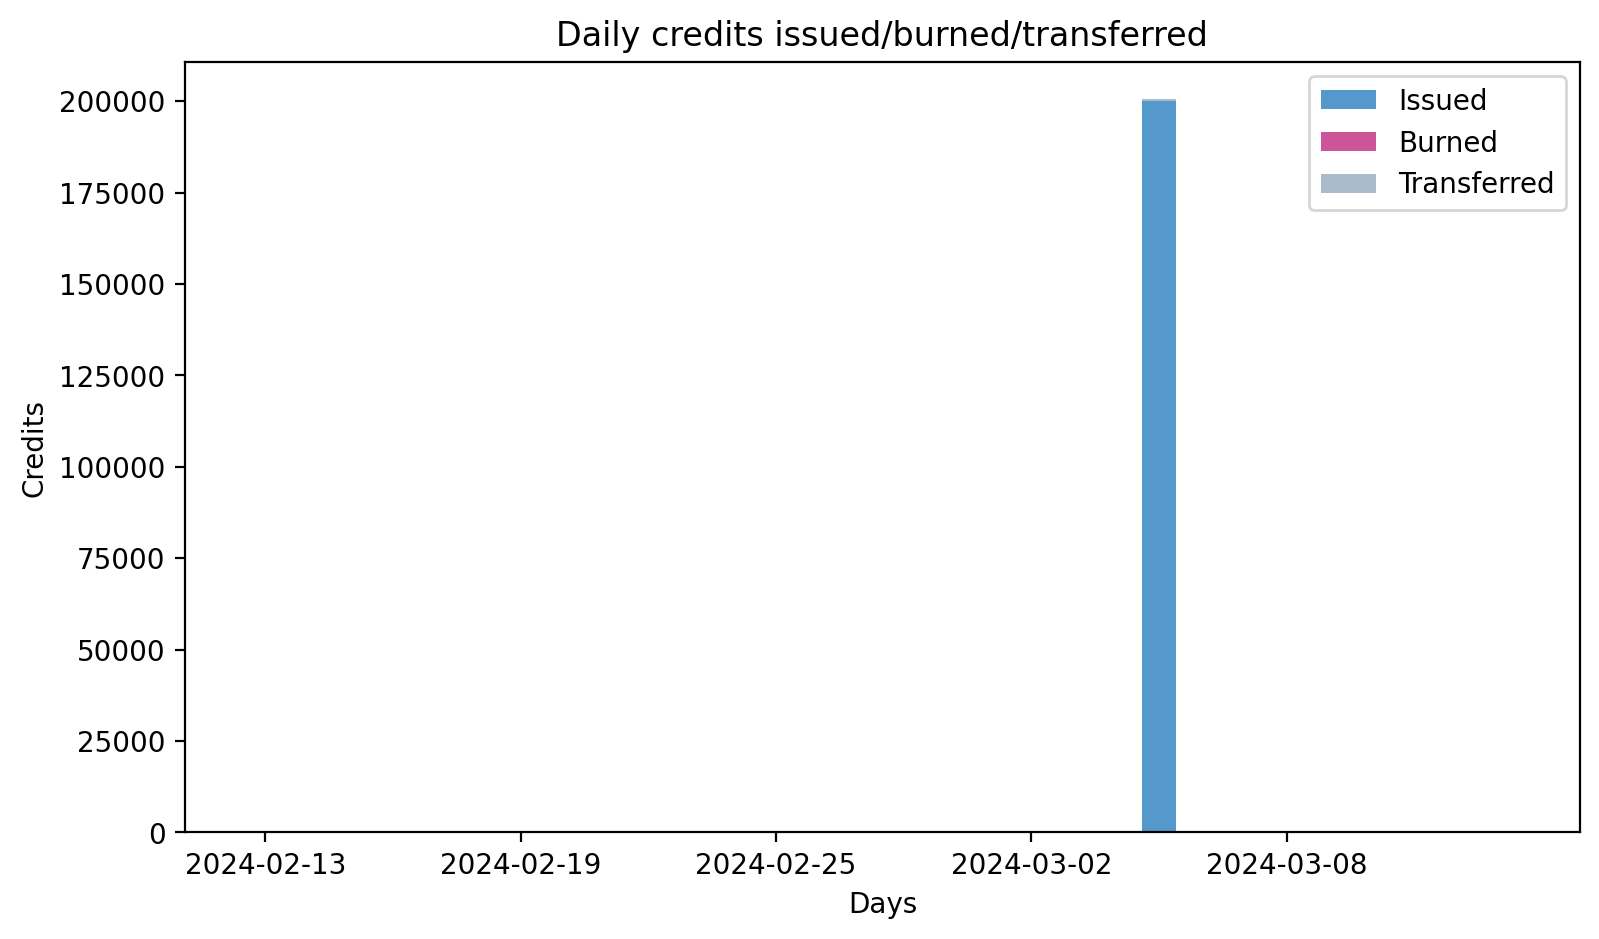 Daily credits issued/burned/transferred
200000
175000
150000
125000
100000
75000
50000
25000
0
Credits
Issued
Burned
Transferred
2024-02-13 2024-02-19 2024-02-25 2024-03-02 2024-03-08
Days